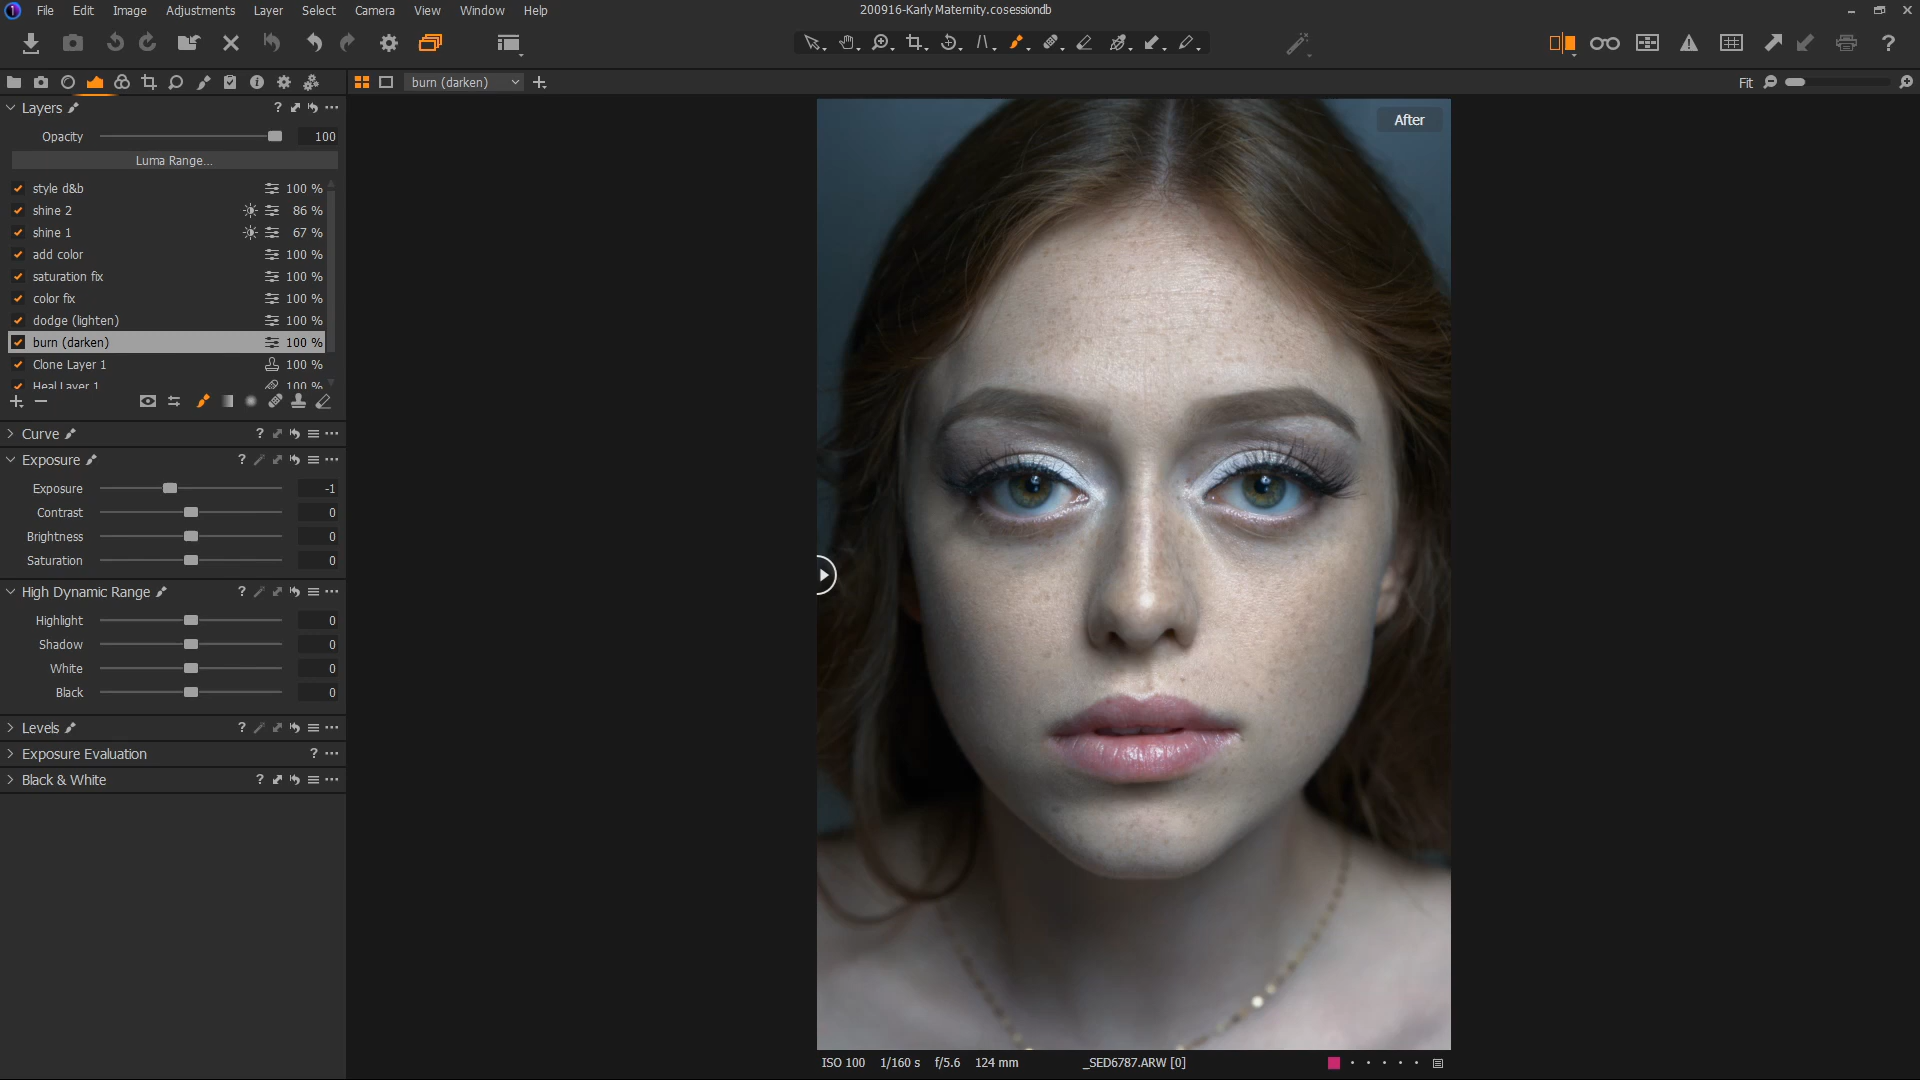 File Edit Image Adjustments Layer Select Camera View Window Help
200916-Karly Maternity.cosessiondb
burn (darken)
Fit
Layers
Opacity 100
Luma Range...
style d&b 100 %
shine 2 86 %
shine 1 67 %
add color 100 %
saturation fix 100 %
color fix 100 %
dodge (lighten) 100 %
burn (darken) 100 %
Clone Layer 1 100 %
Heal Layer 1 100 %
Curve
Exposure
Exposure -1
Contrast 0
Brightness 0
Saturation 0
High Dynamic Range
Highlight 0
Shadow 0
White 0
Black 0
Levels
Exposure Evaluation
Black & White
After
ISO 100 1/160 s f/5.6 124 mm _SED6787.ARW [0]